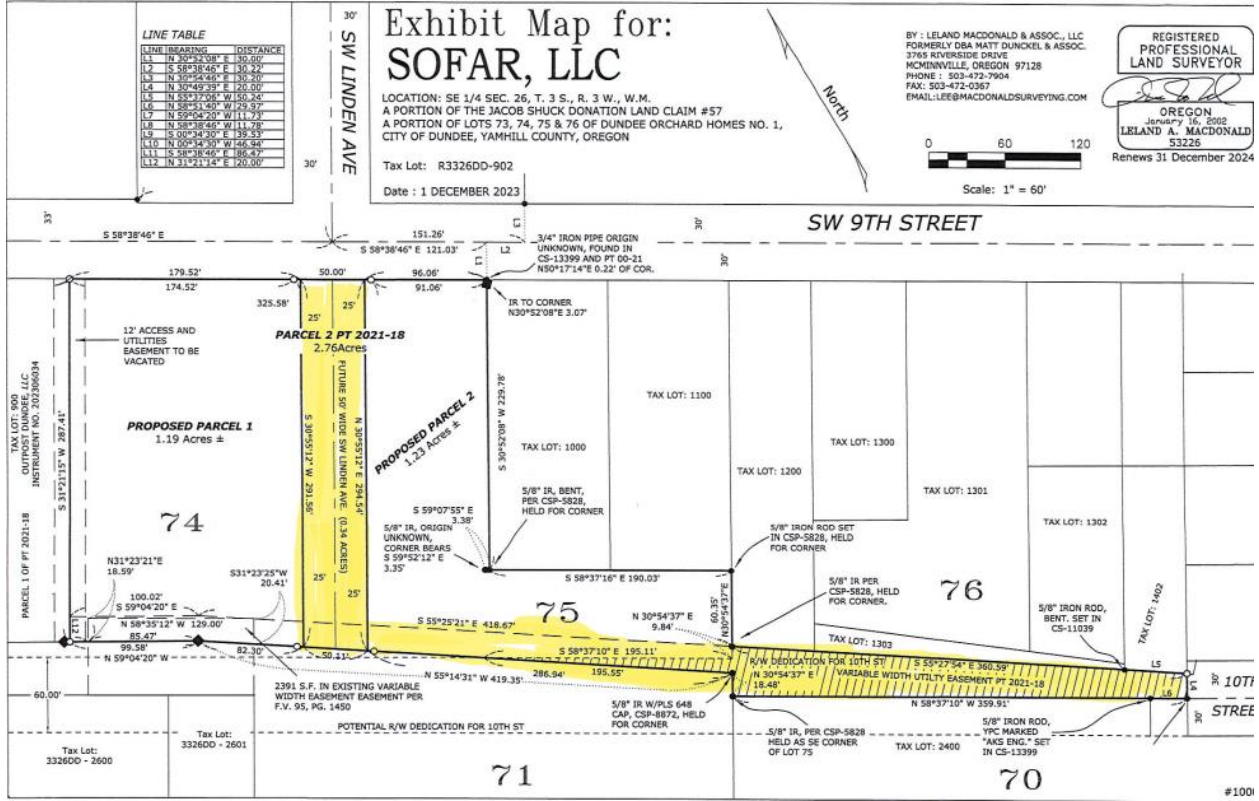 LINE TABLE
LINE BEARING DISTANCE
L1 N 30°52'08" E 30.00'
L2 S 58°38'46" E 30.22'
L3 N 30°54'46" E 30.20'
L4 N 30°49'39" E 20.00'
L5 N 55°37'06" W 50.24'
L6 N 58°51'40" W 29.97'
L7 N 59°04'20" W 11.73'
L8 N 58°38'46" W 11.78'
L9 S 00°34'30" E 39.53'
L10 N 00°34'30" W 46.94'
L11 S 58°38'46" E 86.47'
L12 N 31°21'14" E 20.00'
30'
SW LINDEN AVE
30'
Exhibit Map for:
SOFAR, LLC
LOCATION: SE 1/4 SEC. 26, T. 3 S., R. 3 W., W.M.
A PORTION OF THE JACOB SHUCK DONATION LAND CLAIM #57
A PORTION OF LOTS 73, 74, 75 & 76 OF DUNDEE ORCHARD HOMES NO. 1,
CITY OF DUNDEE, YAMHILL COUNTY, OREGON
Tax Lot: R3326DD-902
Date : 1 DECEMBER 2023
North
BY : LELAND MACDONALD & ASSOC., LLC
FORMERLY DBA MATT DUNCKEL & ASSOC.
3765 RIVERSIDE DRIVE
MCMINNVILLE, OREGON 97128
PHONE : 503-472-7904
FAX: 503-472-0367
EMAIL:LEE@MACDONALDSURVEYING.COM
0 60 120
Scale: 1" = 60'
REGISTERED
PROFESSIONAL
LAND SURVEYOR
OREGON
January 16, 2002
LELAND A. MACDONALD
53226
Renews 31 December 2024
33'
S 58°38'46" E
151.26'
S 58°38'46" E 121.03'
L1
L2
L3
30'
30'
SW 9TH STREET
3/4" IRON PIPE ORIGIN
UNKNOWN, FOUND IN
CS-13399 AND PT 00-21
N50°17'14"E 0.22' OF COR.
179.52'
174.52'
50.00'
96.06'
91.06'
325.58'
25'
25'
IR TO CORNER
N30°52'08"E 3.07'
12' ACCESS AND
UTILITIES
EASEMENT TO BE
VACATED
PARCEL 2 PT 2021-18
2.76Acres
TAX LOT: 900
OUTPOST DUNDEE, LLC
INSTRUMENT NO. 202306034
PARCEL 1 OF PT 2021-18
S 31°21'15" W 287.41'
PROPOSED PARCEL 1
1.19 Acres ±
74
S 30°55'12" W 291.56'
FUTURE 50' WIDE SW LINDEN AVE. (0.34 ACRES)
N 30°55'12" E 294.54'
25'
25'
PROPOSED PARCEL 2
1.23 Acres ±
S 30°52'08" W 229.78'
TAX LOT: 1000
TAX LOT: 1100
TAX LOT: 1200
TAX LOT: 1300
TAX LOT: 1301
TAX LOT: 1302
TAX LOT: 1402
TAX LOT: 1303
5/8" IR, BENT,
PER CSP-5828,
HELD FOR CORNER
S 59°07'55" E
3.38'
5/8" IR, ORIGIN
UNKNOWN,
CORNER BEARS
S 59°52'12" E
3.35'
S 58°37'16" E 190.03'
5/8" IRON ROD SET
IN CSP-5828, HELD
FOR CORNER
75
76
60.35'
N30°54'37"E
5/8" IR PER
CSP-5828, HELD
FOR CORNER.
5/8" IRON ROD,
BENT. SET IN
CS-11039
N31°23'21"E
18.59'
S31°23'25"W
20.41'
100.02'
S 59°04'20" E
N 58°35'12" W 129.00'
85.47'
99.58'
N 59°04'20" W
L12
82.30'
50.11'
S 55°25'21" E 418.67'
N 30°54'37" E
9.84'
S 58°37'10" E 195.11'
195.55'
286.94'
N 55°14'31" W 419.35'
R/W DEDICATION FOR 10TH ST
N 30°54'37" E
18.48'
S 55°27'54" E 360.59'
VARIABLE WIDTH UTILTY EASEMENT PT 2021-18
N 58°37'10" W 359.91'
L5
L6
L4
30'
30'
10TH
STREE
60.00'
2391 S.F. IN EXISTING VARIABLE
WIDTH EASEMENT EASEMENT PER
F.V. 95, PG. 1450
POTENTIAL R/W DEDICATION FOR 10TH ST
5/8" IR W/PLS 648
CAP, CSP-8872, HELD
FOR CORNER
5/8" IR, PER CSP-5828
HELD AS SE CORNER
OF LOT 75
TAX LOT: 2400
5/8" IRON ROD,
YPC MARKED
"AKS ENG." SET
IN CS-13399
Tax Lot:
3326DD - 2600
Tax Lot:
3326DD - 2601
71
70